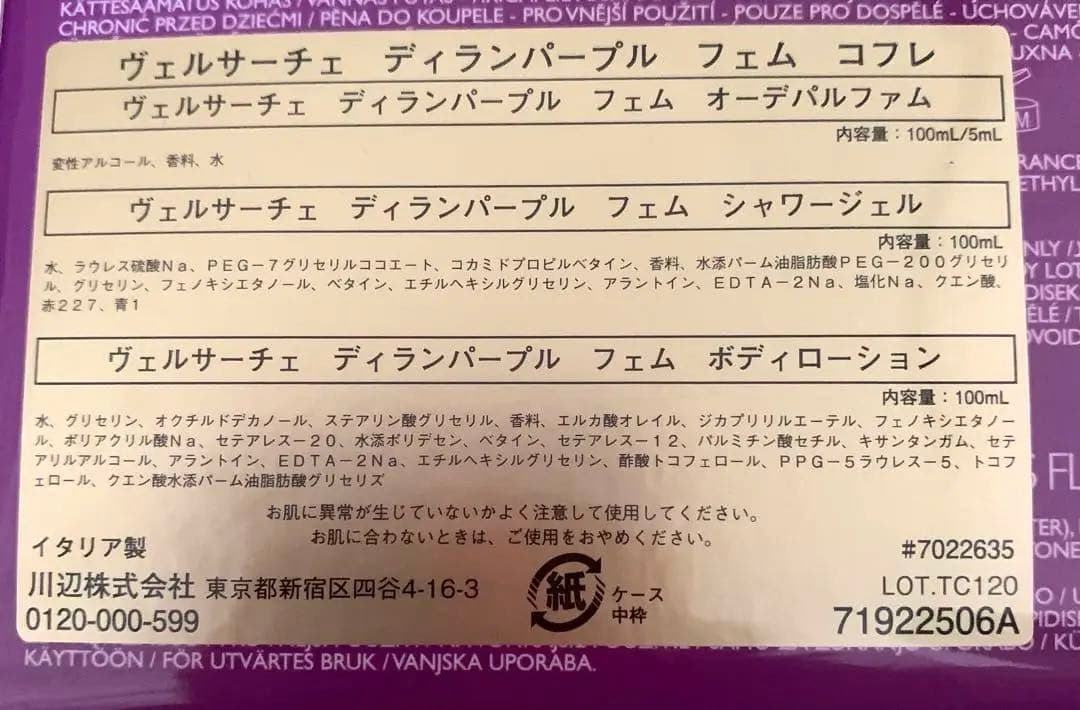 KÄTTESAAMATUS KOHAS /
CHRONIĆ PRZED DZIEĆMI / PĚNA DO KOUPELE - PRO VNĚJŠÍ POUŽITÍ - POUZE PRO DOSPĚLÉ - UCHOVÁVE
- CAMO
UXNA
ヴェルサーチェ ディランパープル フェム コフレ
ヴェルサーチェ ディランパープル フェム オーデパルファム
M
内容量：100mL/5mL
変性アルコール、香料、水
RANCE
ETHYL
ヴェルサーチェ ディランパープル フェム シャワージェル
内容量：100mL
NLY /
水、ラウレス硫酸Na、PEG－7グリセリルココエート、コカミドプロピルベタイン、香料、水添パーム油脂肪酸PEG－200グリセリ
Y LOT
ル、グリセリン、フェノキシエタノール、ベタイン、エチルヘキシルグリセリン、アラントイン、EDTA－2Na、塩化Na、クエン酸、
DISEK
赤227、青1
ĒLĒ / T
OVOID
ヴェルサーチェ ディランパープル フェム ボディローション
内容量：100mL
水、グリセリン、オクチルドデカノール、ステアリン酸グリセリル、香料、エルカ酸オレイル、ジカプリリルエーテル、フェノキシエタノー
ル、ポリアクリル酸Na、セテアレス－20、水添ポリデセン、ベタイン、セテアレス－12、パルミチン酸セチル、キサンタンガム、セテ
アリルアルコール、アラントイン、EDTA－2Na、エチルヘキシルグリセリン、酢酸トコフェロール、PPG－5ラウレス－5、トコフ
ェロール、クエン酸水添パーム油脂肪酸グリセリズ
FL
お肌に異常が生じていないかよく注意して使用してください。
お肌に合わないときは、ご使用をおやめください。
TER),
イタリア製
#7022635
川辺株式会社 東京都新宿区四谷4-16-3
紙
ケース
中枠
LOT.TC120
0120-000-599
71922506A
KÄYTTÖÖN / FÖR UTVÄRTES BRUK / VANJSKA UPORABA.